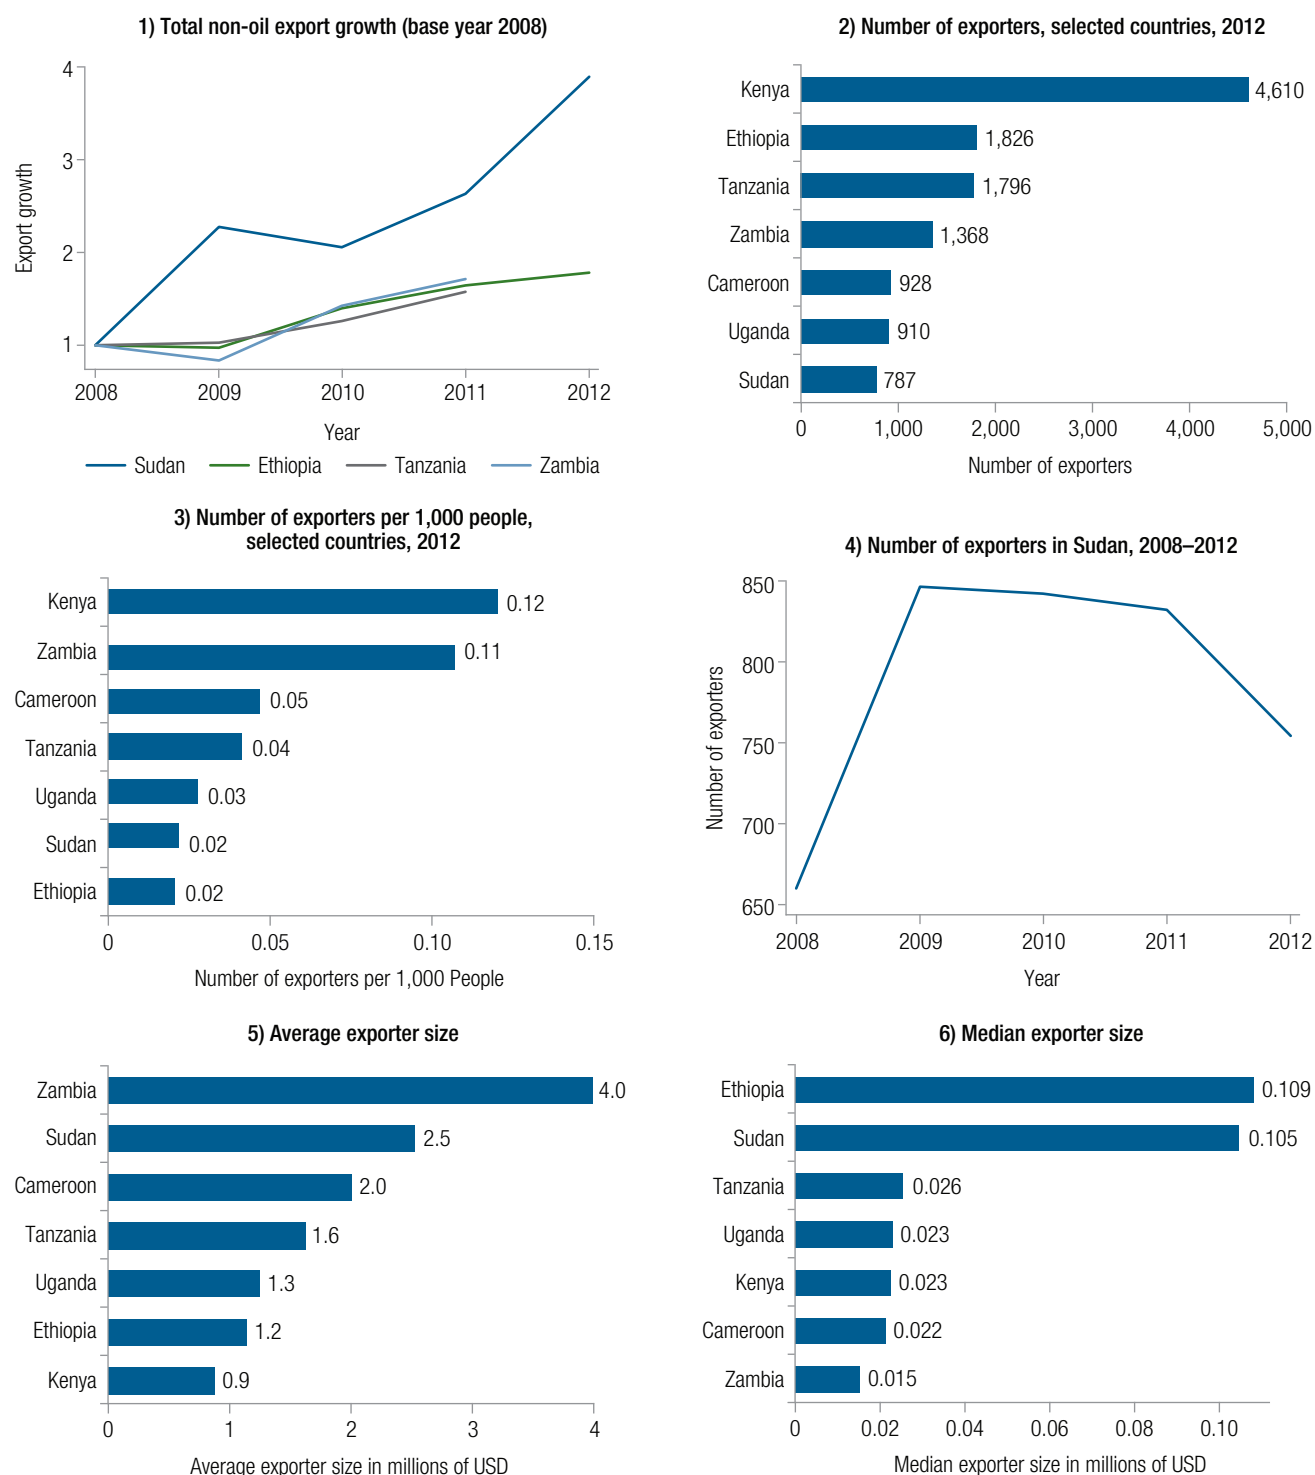 1) Total non-oil export growth (base year 2008)
4
3
2
1
Export growth
2008 2009 2010 2011 2012
Year
Sudan Ethiopia Tanzania Zambia
2) Number of exporters, selected countries, 2012
Kenya 4,610
Ethiopia 1,826
Tanzania 1,796
Zambia 1,368
Cameroon 928
Uganda 910
Sudan 787
0 1,000 2,000 3,000 4,000 5,000
Number of exporters
3) Number of exporters per 1,000 people,
selected countries, 2012
Kenya 0.12
Zambia 0.11
Cameroon 0.05
Tanzania 0.04
Uganda 0.03
Sudan 0.02
Ethiopia 0.02
0 0.05 0.10 0.15
Number of exporters per 1,000 People
4) Number of exporters in Sudan, 2008–2012
850
800
750
700
650
Number of exporters
2008 2009 2010 2011 2012
Year
5) Average exporter size
Zambia 4.0
Sudan 2.5
Cameroon 2.0
Tanzania 1.6
Uganda 1.3
Ethiopia 1.2
Kenya 0.9
0 1 2 3 4
Average exporter size in millions of USD
6) Median exporter size
Ethiopia 0.109
Sudan 0.105
Tanzania 0.026
Uganda 0.023
Kenya 0.023
Cameroon 0.022
Zambia 0.015
0 0.02 0.04 0.06 0.08 0.10
Median exporter size in millions of USD